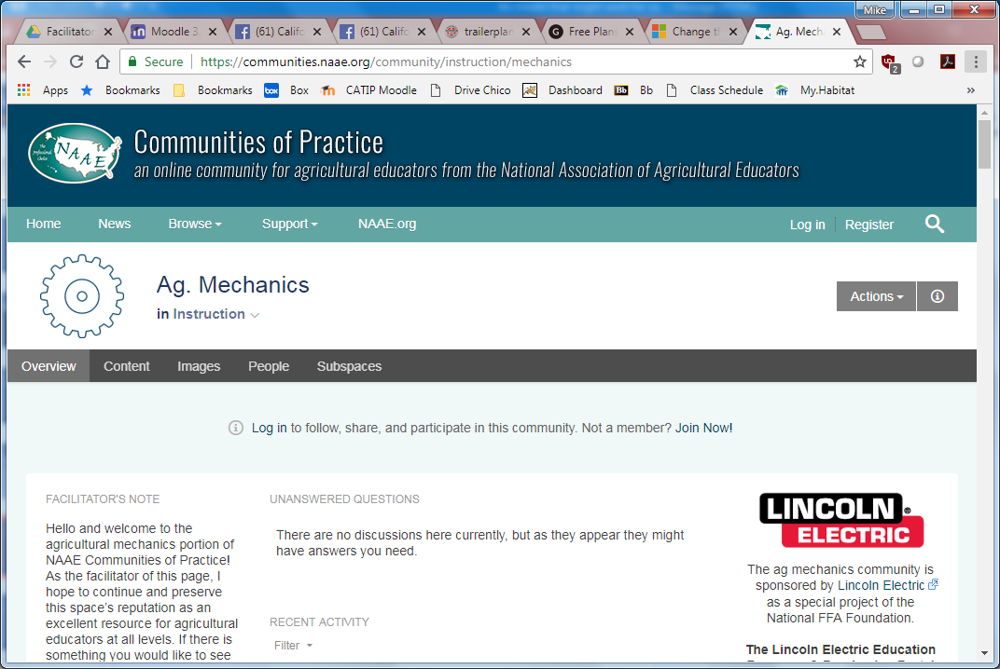 Mike
Facilitator
Moodle 3
(61) Califo
(61) Califo
trailerplan
Free Plans
Change th
Ag. Mech
Secure
https://communities.naae.org/community/instruction/mechanics
2
Apps
Bookmarks
Bookmarks
box
Box
CATIP Moodle
Drive Chico
Dashboard
Bb
Bb
Class Schedule
My.Habitat
NAAE
Communities of Practice
an online community for agricultural educators from the National Association of Agricultural Educators
Home
News
Browse
Support
NAAE.org
Log in
Register
Ag. Mechanics
in Instruction
Actions
Overview
Content
Images
People
Subspaces
Log in to follow, share, and participate in this community. Not a member? Join Now!
FACILITATOR'S NOTE
Hello and welcome to the
agricultural mechanics portion of
NAAE Communities of Practice!
As the facilitator of this page, I
hope to continue and preserve
this space's reputation as an
excellent resource for agricultural
educators at all levels. If there is
something you would like to see
UNANSWERED QUESTIONS
There are no discussions here currently, but as they appear they might
have answers you need.
RECENT ACTIVITY
Filter
LINCOLN
ELECTRIC
The ag mechanics community is
sponsored by Lincoln Electric
as a special project of the
National FFA Foundation.
The Lincoln Electric Education